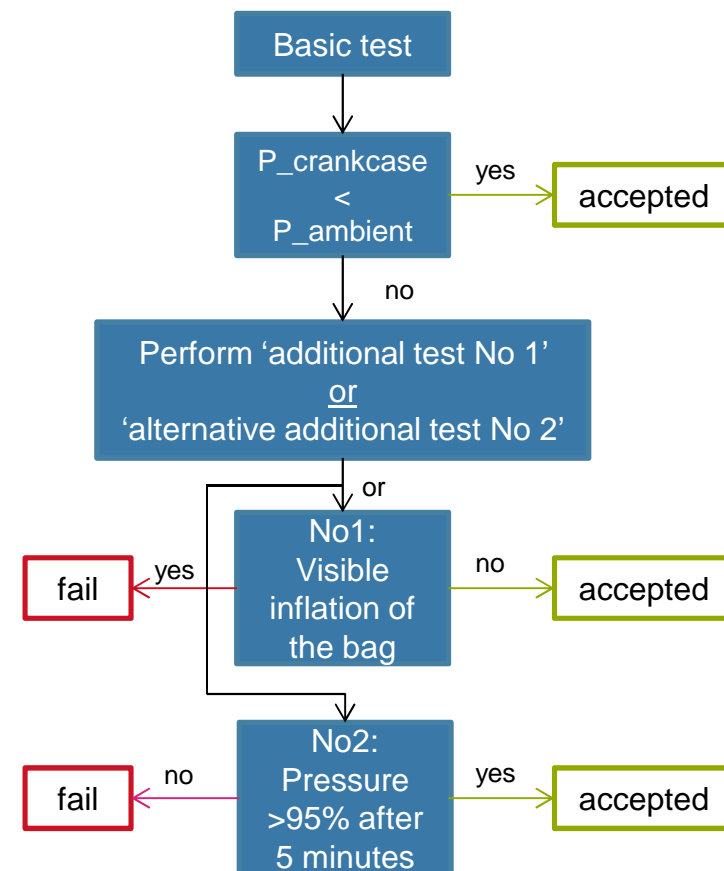 Basic test
P_crankcase
<
P_ambient
yes
accepted
no
Perform ‘additional test No 1’
or
‘alternative additional test No 2’
or
No1:
Visible
inflation of
the bag
yes
fail
no
accepted
No2:
Pressure
>95% after
5 minutes
no
fail
yes
accepted